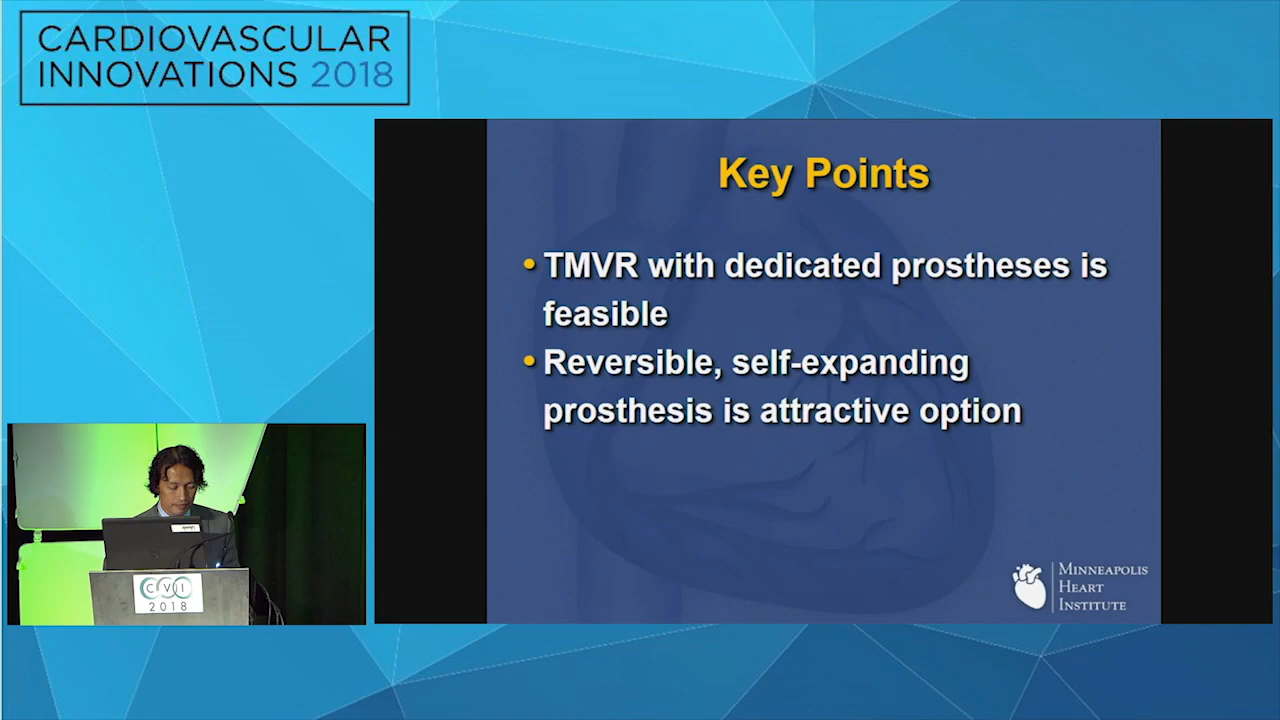 CARDIOVASCULAR
INNOVATIONS 2018
Key Points
• TMVR with dedicated prostheses is
feasible
• Reversible, self-expanding
prosthesis is attractive option
MINNEAPOLIS
HEART
INSTITUTE
CVI
2018